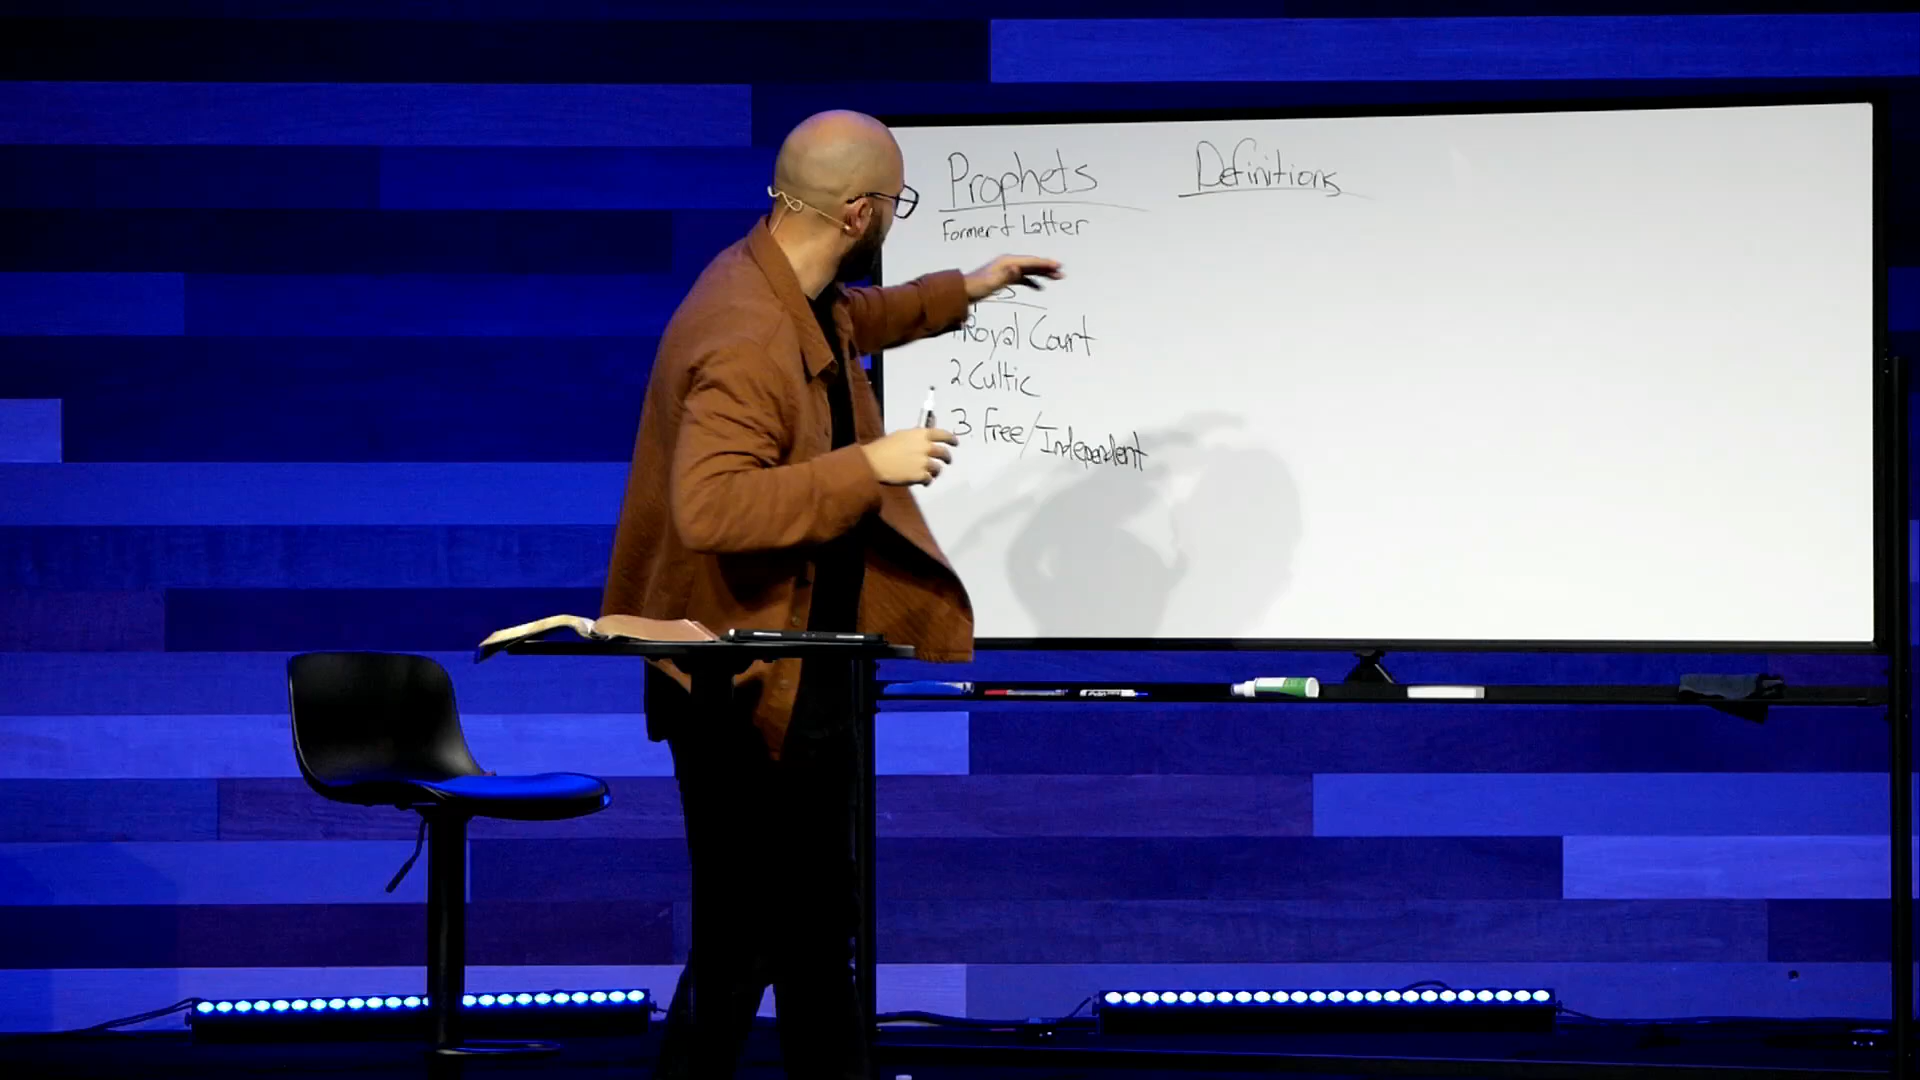 Prophets
Former & Latter
Royal Court
2 Cultic
3. Free/Independent
Definitions